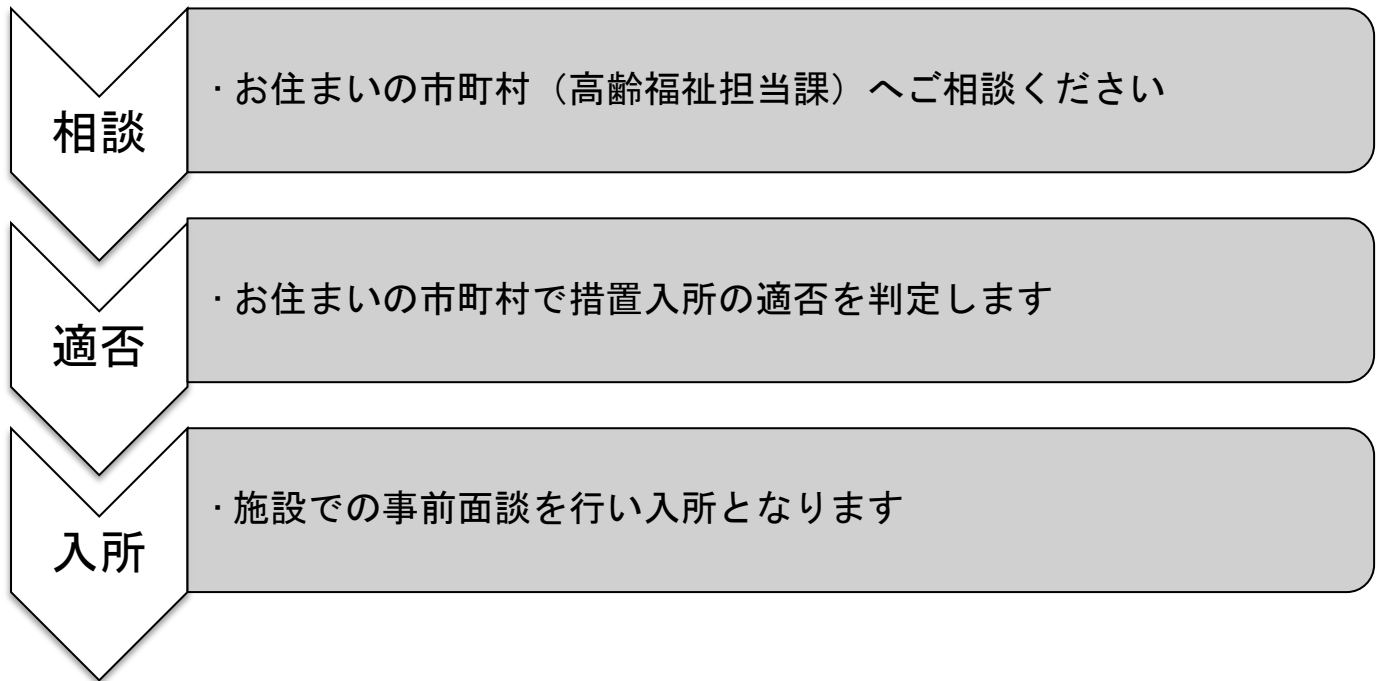 相談
・お住まいの市町村（高齢福祉担当課）へご相談ください
適否
・お住まいの市町村で措置入所の適否を判定します
入所
・施設での事前面談を行い入所となります